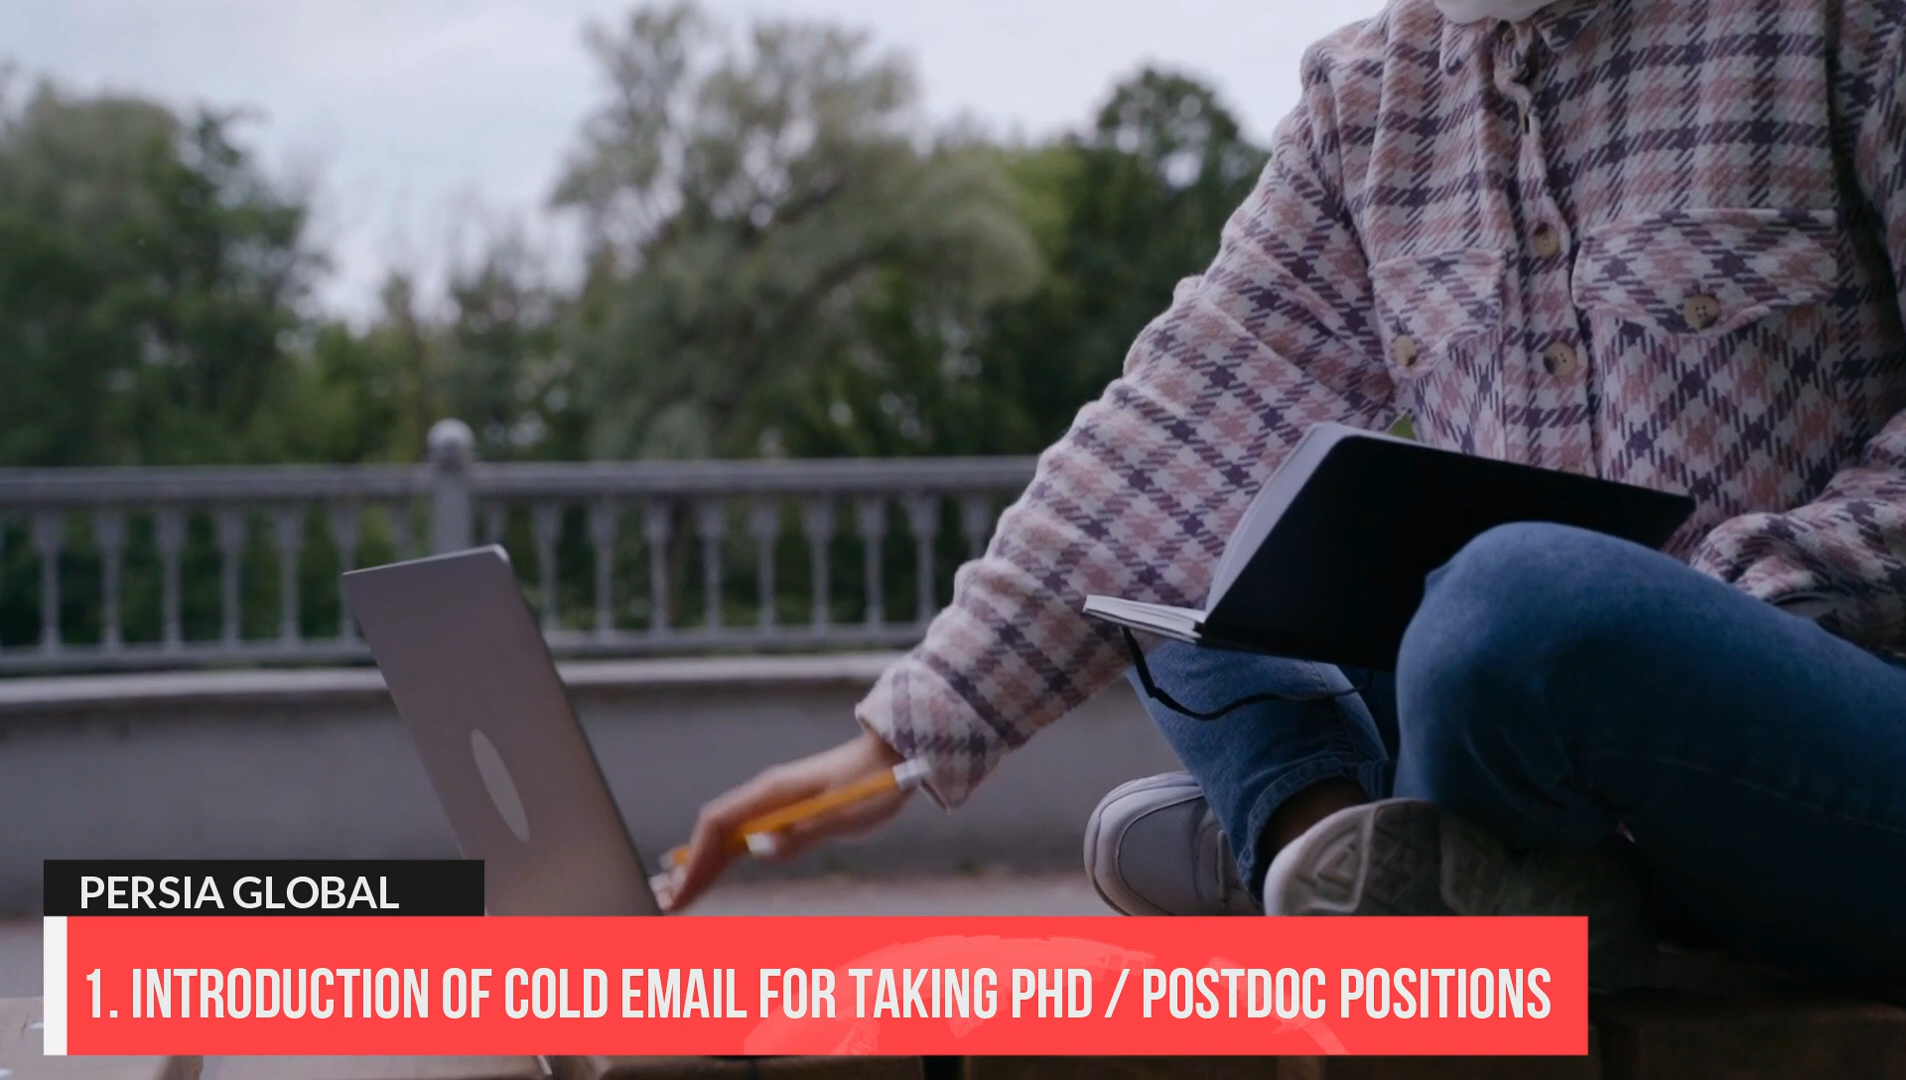 PERSIA GLOBAL
1. INTRODUCTION OF COLD EMAIL FOR TAKING PHD / POSTDOC POSITIONS